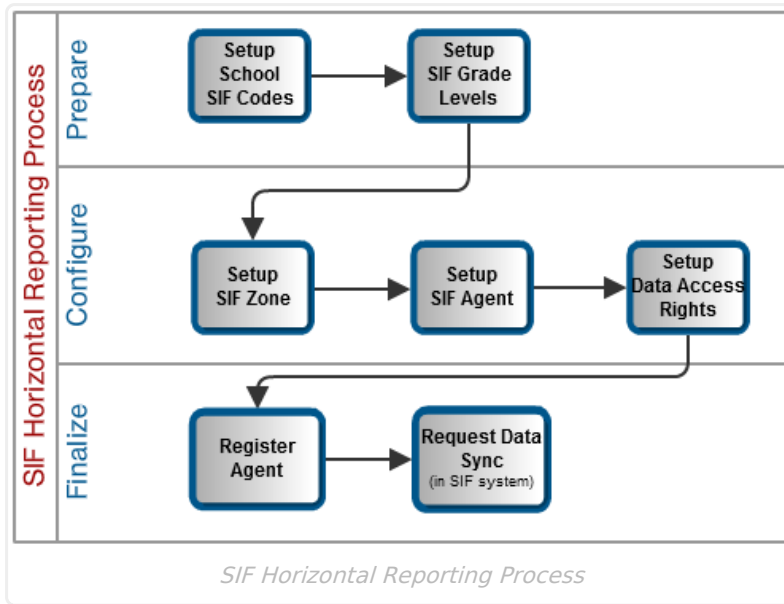 SIF Horizontal Reporting Process
Prepare
Setup
School
SIF Codes
Setup
SIF Grade
Levels
Configure
Setup
SIF Zone
Setup
SIF Agent
Setup
Data Access
Rights
Finalize
Register
Agent
Request Data
Sync
(in SIF system)
SIF Horizontal Reporting Process